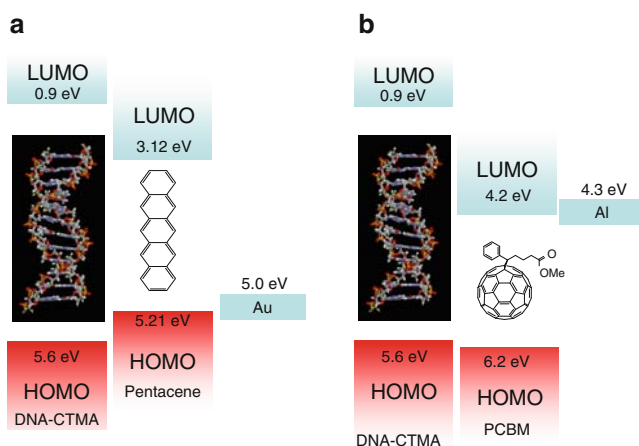 a
LUMO
0.9 eV
LUMO
3.12 eV
5.0 eV
Au
5.21 eV
5.6 eV
HOMO
HOMO
Pentacene
DNA-CTMA
b
LUMO
0.9 eV
LUMO
4.2 eV
4.3 eV
Al
O
OMe
5.6 eV
6.2 eV
HOMO
HOMO
PCBM
DNA-CTMA